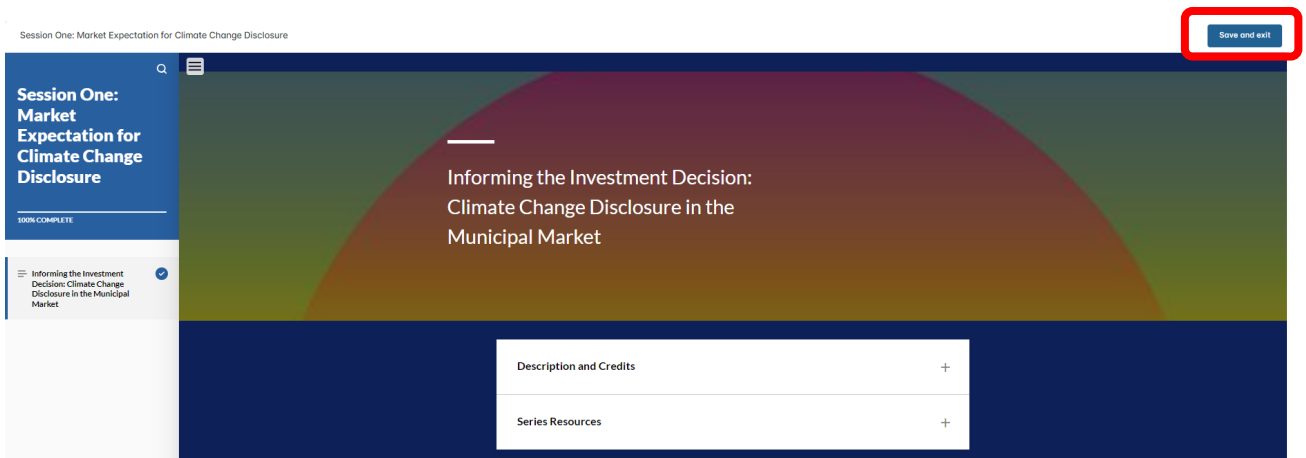 Session One: Market Expectation for Climate Change Disclosure
Save and exit
Session One:
Market
Expectation for
Climate Change
Disclosure
100% COMPLETE
Informing the Investment
Decision: Climate Change
Disclosure in the Municipal
Market
Informing the Investment Decision:
Climate Change Disclosure in the
Municipal Market
Description and Credits
Series Resources